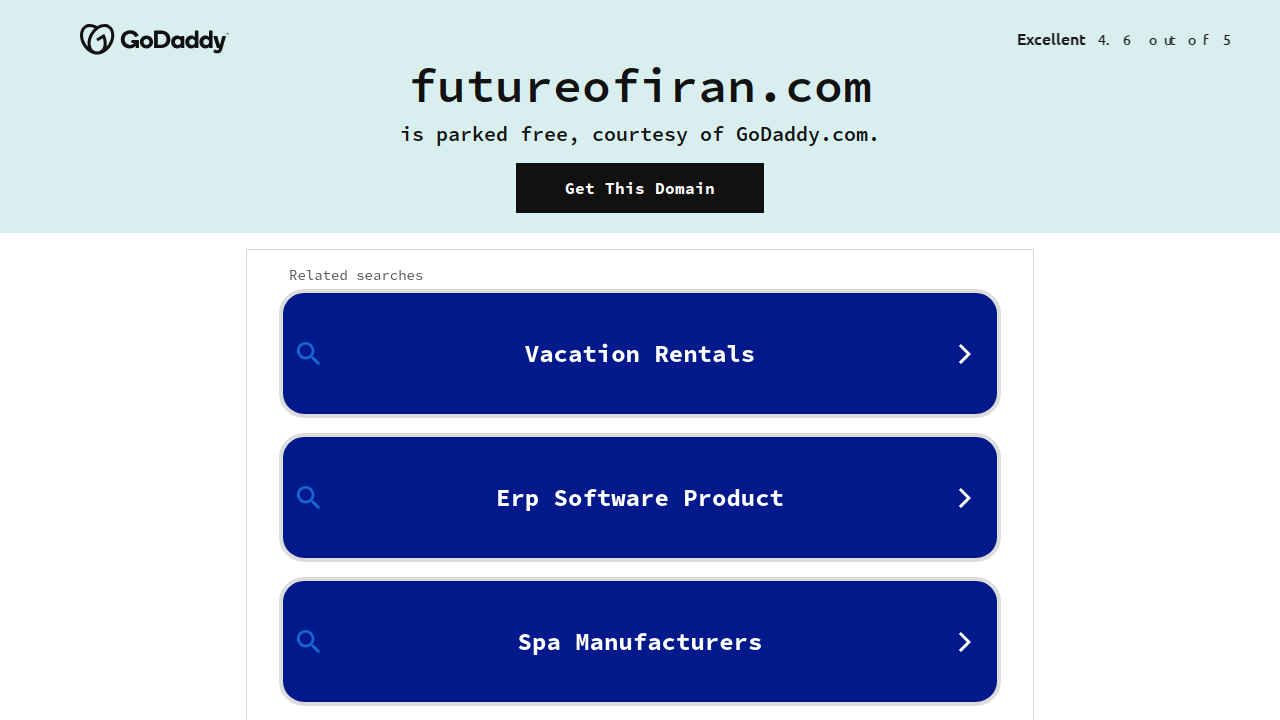 GoDaddy
Excellent 4.6 out of 5
futureofiran.com
is parked free, courtesy of GoDaddy.com.
Get This Domain
Related searches
Vacation Rentals
Erp Software Product
Spa Manufacturers